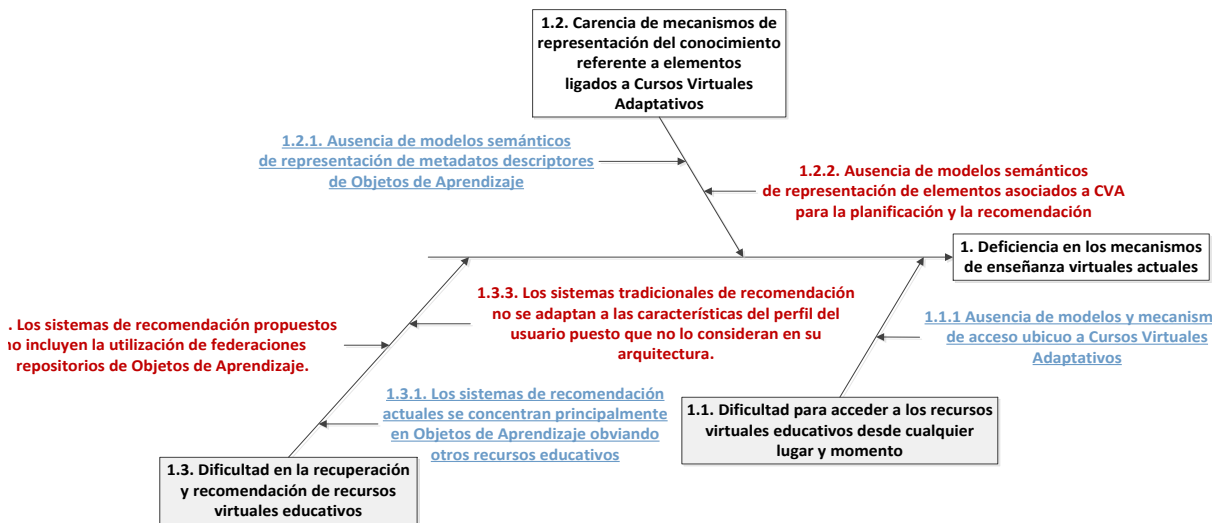 1.2. Carencia de mecanismos de
representación del conocimiento
referente a elementos
ligados a Cursos Virtuales
Adaptativos
1.2.1. Ausencia de modelos semánticos
de representación de metadatos descriptores
de Objetos de Aprendizaje
1.2.2. Ausencia de modelos semánticos
de representación de elementos asociados a CVA
para la planificación y la recomendación
1. Deficiencia en los mecanismos
de enseñanza virtuales actuales
1.3.3. Los sistemas tradicionales de recomendación
no se adaptan a las características del perfil del
usuario puesto que no lo consideran en su
arquitectura.
. Los sistemas de recomendación propuestos
no incluyen la utilización de federaciones
repositorios de Objetos de Aprendizaje.
1.1.1 Ausencia de modelos y mecanism
de acceso ubicuo a Cursos Virtuales
Adaptativos
1.3.1. Los sistemas de recomendación
actuales se concentran principalmente
en Objetos de Aprendizaje obviando
otros recursos educativos
1.1. Dificultad para acceder a los recursos
virtuales educativos desde cualquier
lugar y momento
1.3. Dificultad en la recuperación
y recomendación de recursos
virtuales educativos